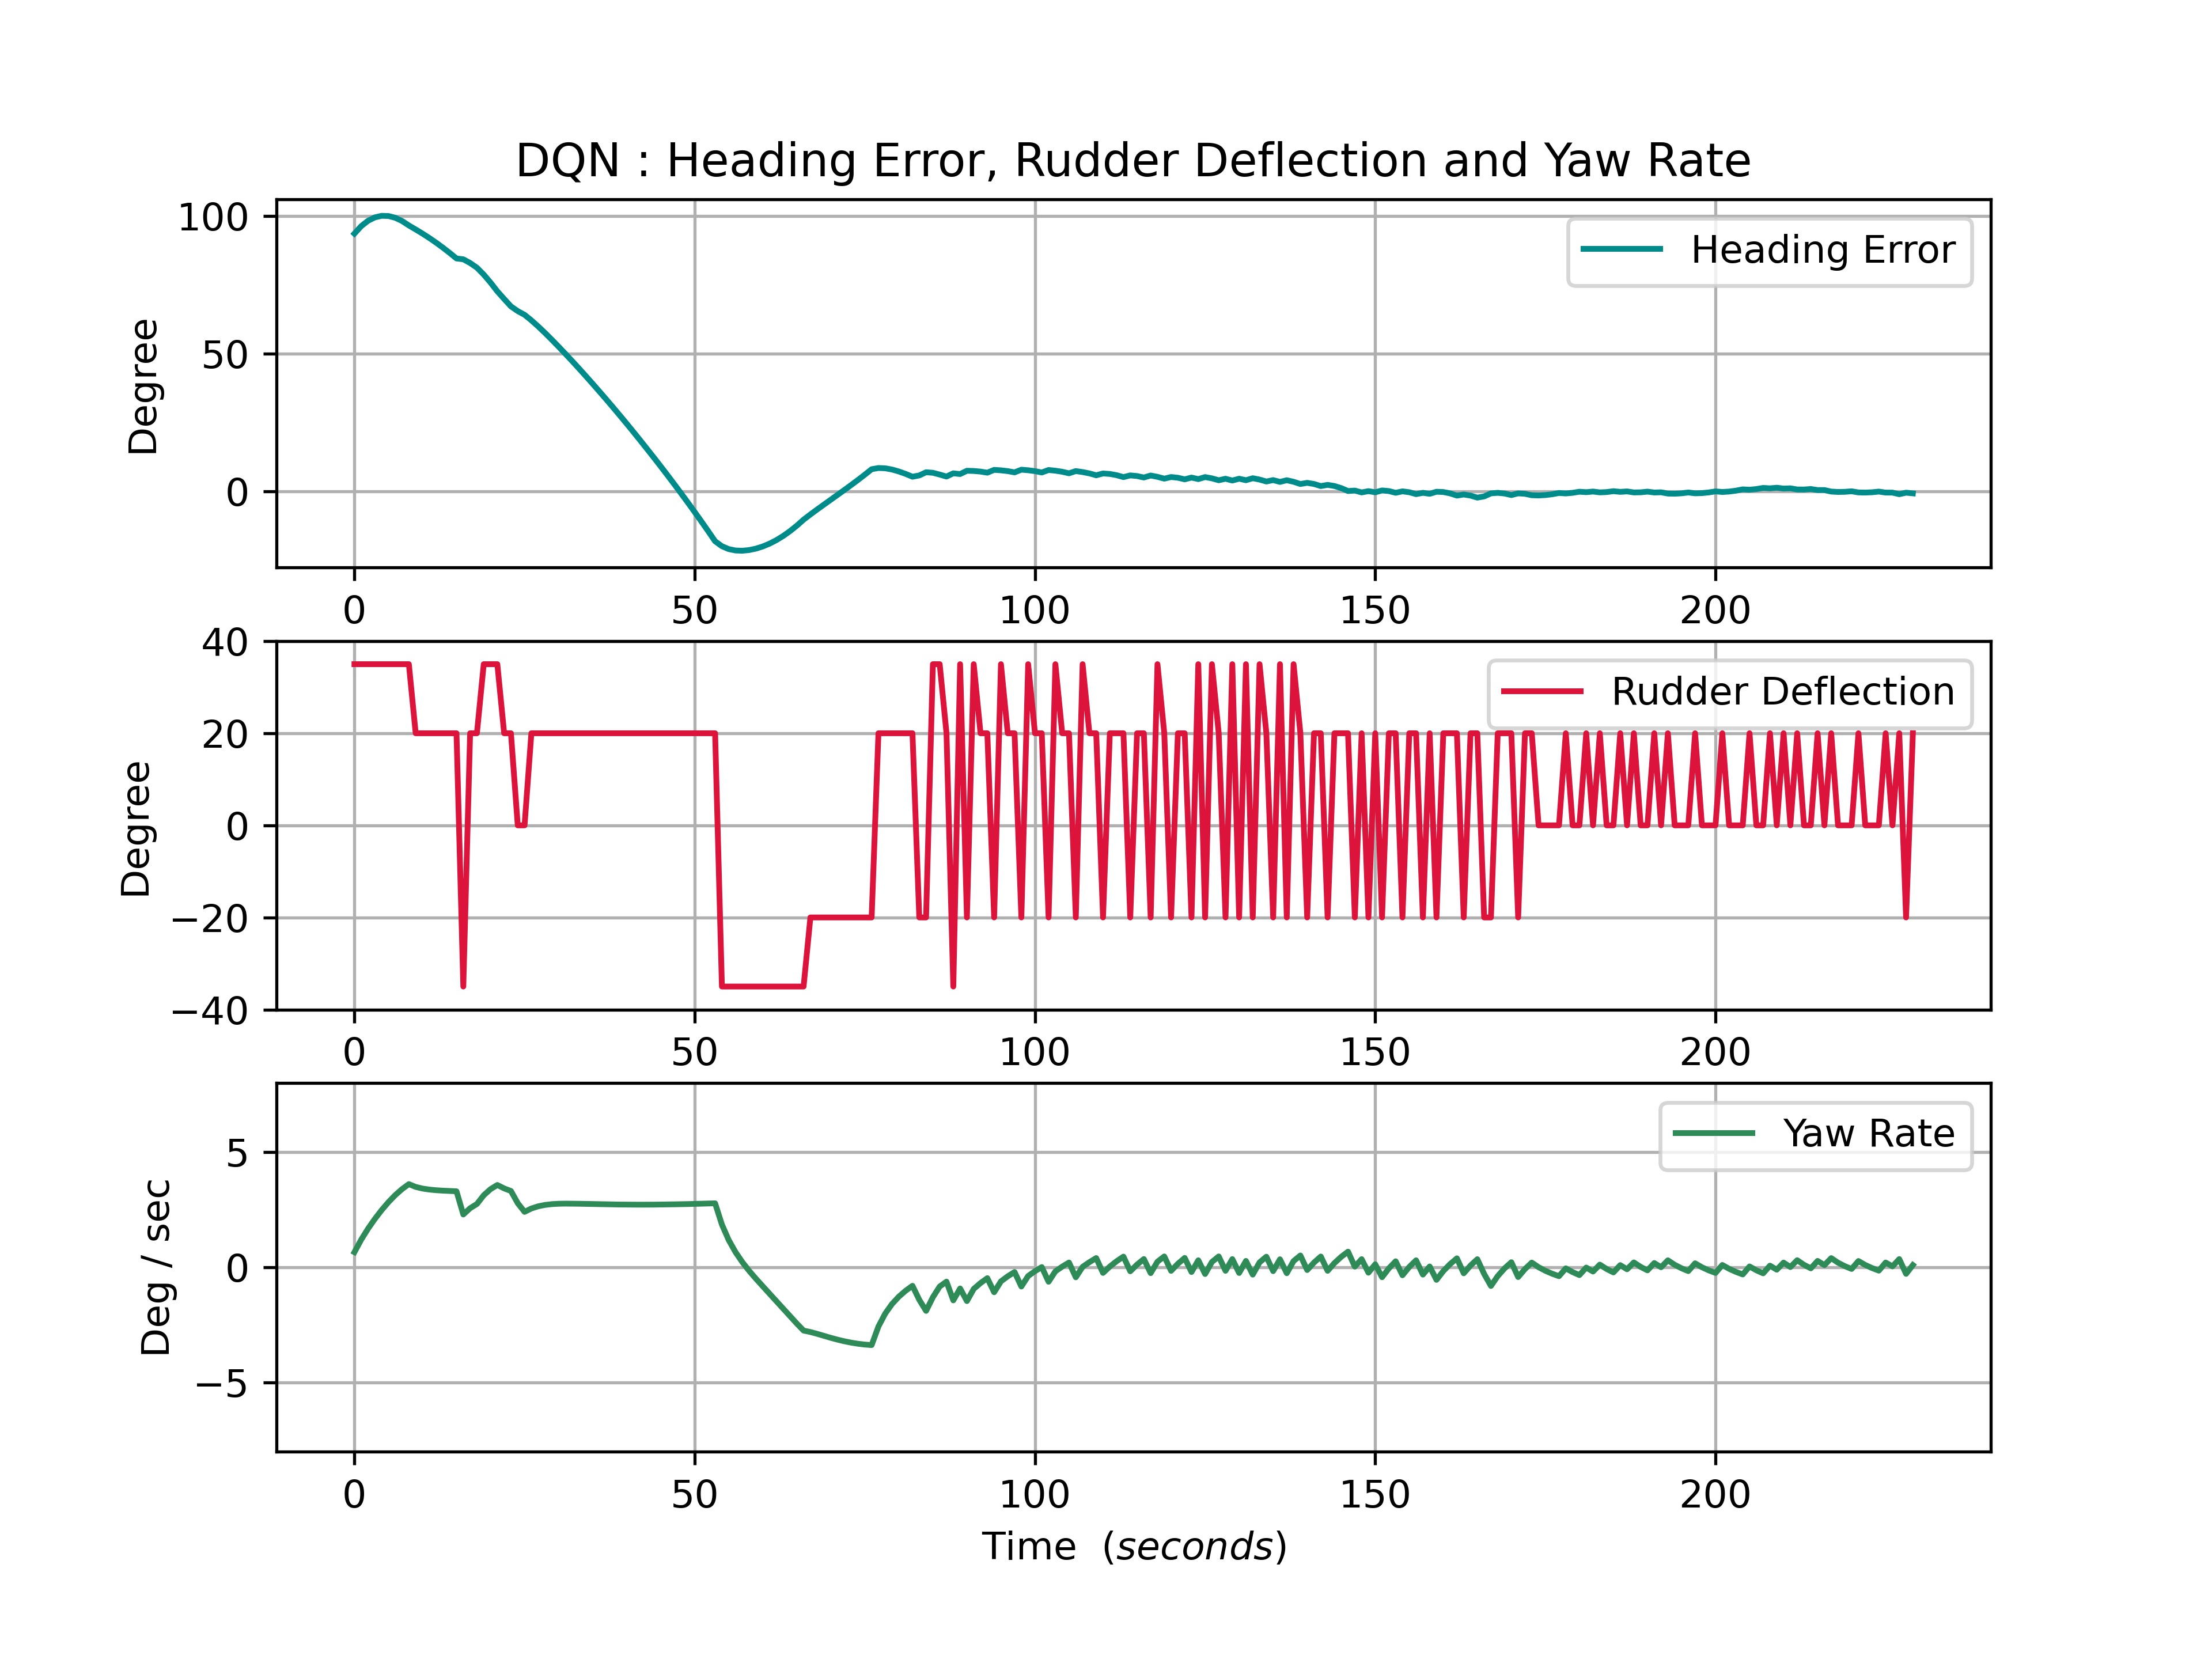 DQN : Heading Error, Rudder Deflection and Yaw Rate
100
50
0
Degree
Heading Error
0 50 100 150 200
40
20
0
−20
−40
Degree
Rudder Deflection
0 50 100 150 200
5
0
−5
Deg / sec
Yaw Rate
0 50 100 150 200
Time (seconds)